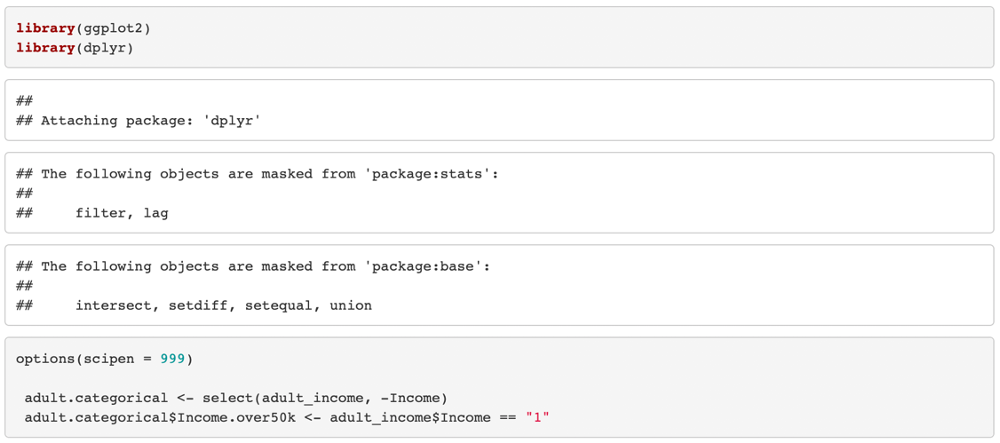 library(ggplot2)
library(dplyr)
##
## Attaching package: 'dplyr'
## The following objects are masked from 'package:stats':
##
##     filter, lag
## The following objects are masked from 'package:base':
##
##     intersect, setdiff, setequal, union
options(scipen = 999)
adult.categorical <- select(adult_income, -Income)
adult.categorical$Income.over50k <- adult_income$Income == "1"